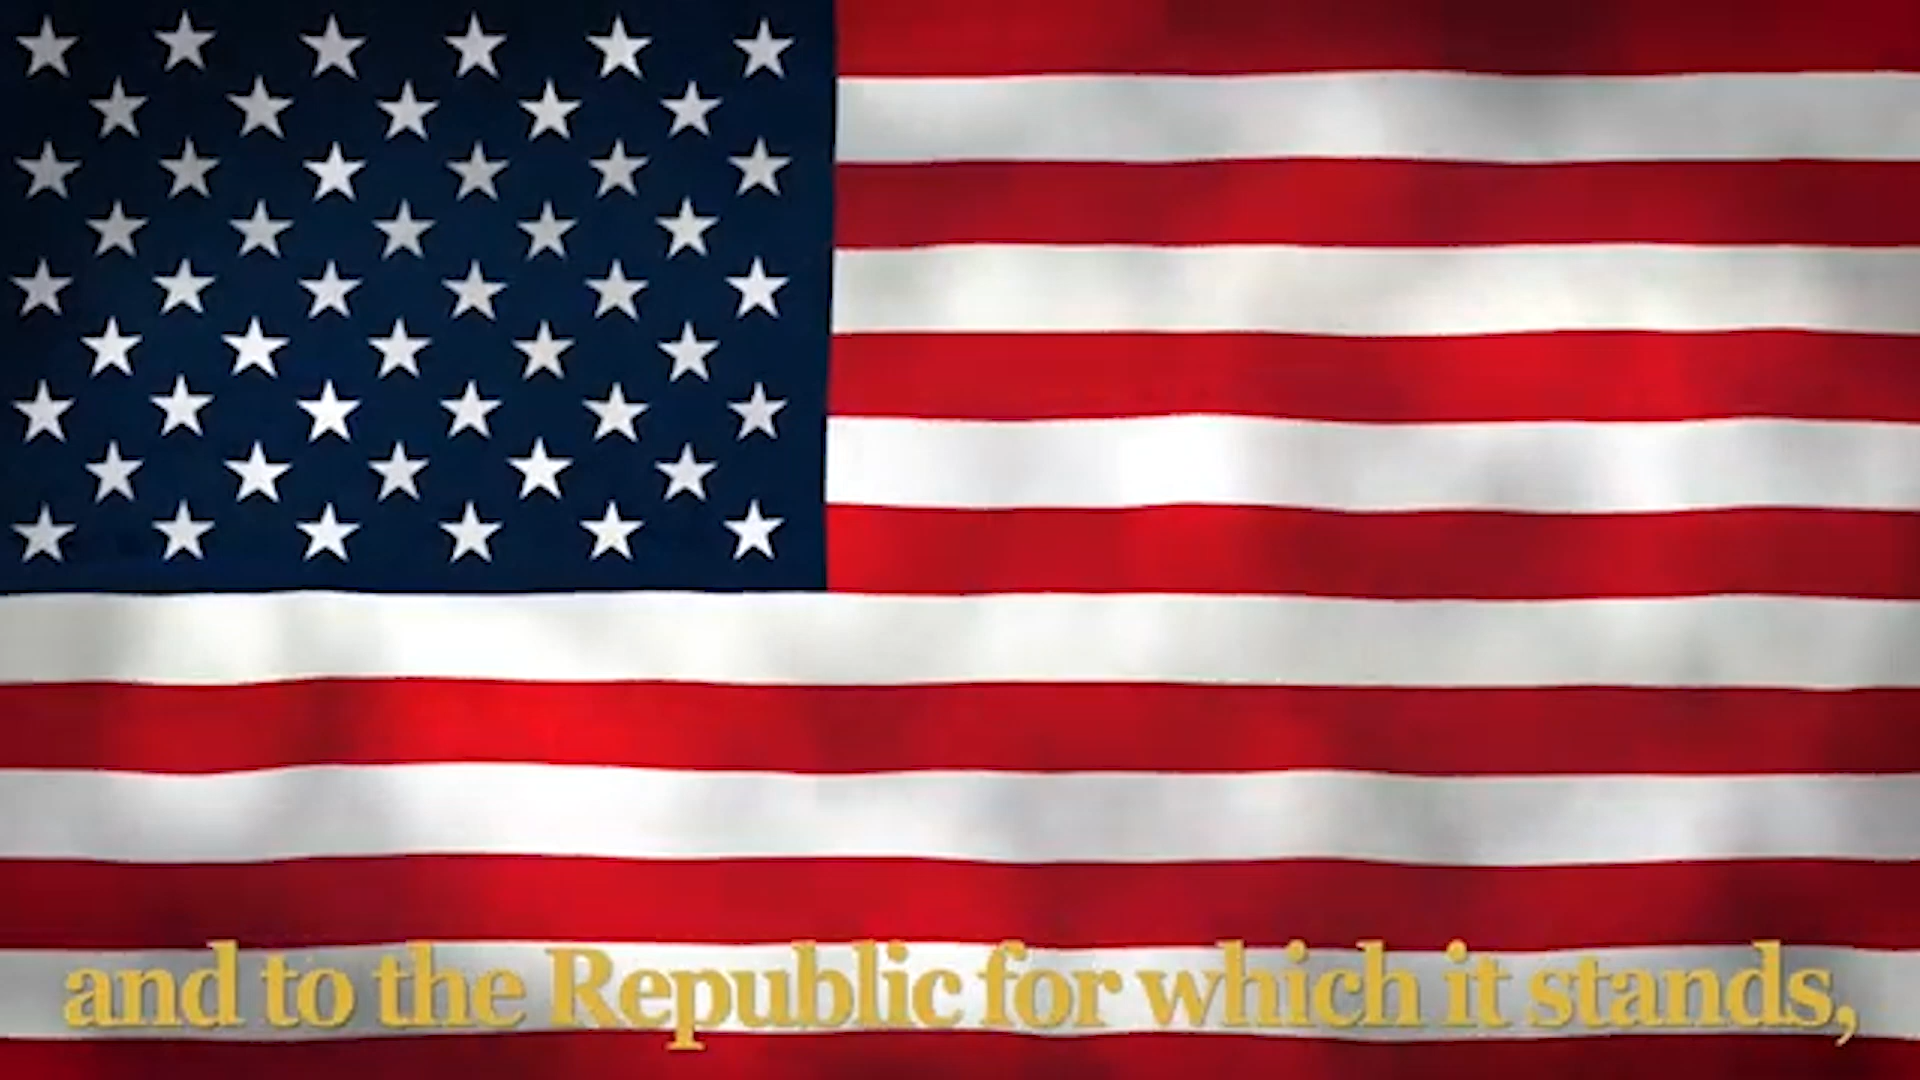 and to the Republic for which it stands,